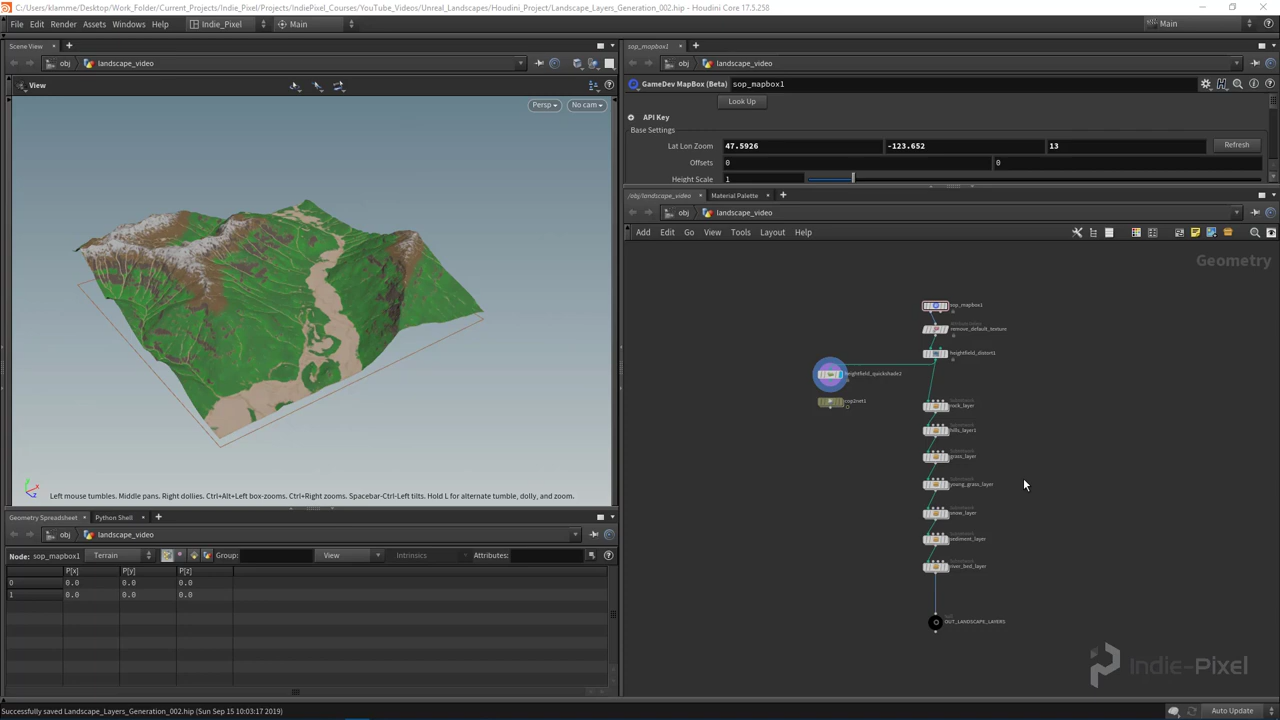 C:/Users/klamme/Desktop/Work_Folder/Current/Indie_Pixel/Projects/IndiePixel_Courses/YouTube_Videos/Unreal_Landscapes/Houdini_Project/Landscape_Layers_Generation_002.hip - Houdini Core 17.5.258
File Edit Render Assets Windows Help Indie_Pixel Main Main
Scene View
obj landscape_video
View
Persp No cam
Left mouse tumbles. Middle pans. Right dollies. Ctrl+Alt+Left box-zooms. Ctrl+Right zooms. Spacebar-Ctrl-Left tilts. Hold L for alternate tumble, dolly, and zoom.
Geometry Spreadsheet Python Shell
obj landscape_video
Node: sop_mapbox1 Terrain Group: View Intrinsics Attributes:
P[x] P[y] P[z]
0 0.0 0.0 0.0
1 0.0 0.0 0.0
sop_mapbox1
obj landscape_video
GameDev MapBox (Beta) sop_mapbox1
Look Up
API Key
Base Settings
Lat Lon Zoom 47.5926 -123.652 13 Refresh
Offsets 0 0
Height Scale 1
/obj/landscape_video Material Palette
obj landscape_video
Add Edit Go View Tools Layout Help
Geometry
sop_mapbox1
remove_default_texture
heightfield_distort1
heightfield_quickshade2
cop2net1
rock_layer
hills_layer1
grass_layer
young_grass_layer
snow_layer
sediment_layer
river_bed_layer
OUT_LANDSCAPE_LAYERS
Indie-Pixel
Successfully saved Landscape_Layers_Generation_002.hip (Sun Sep 15 10:03:17 2019)
Auto Update